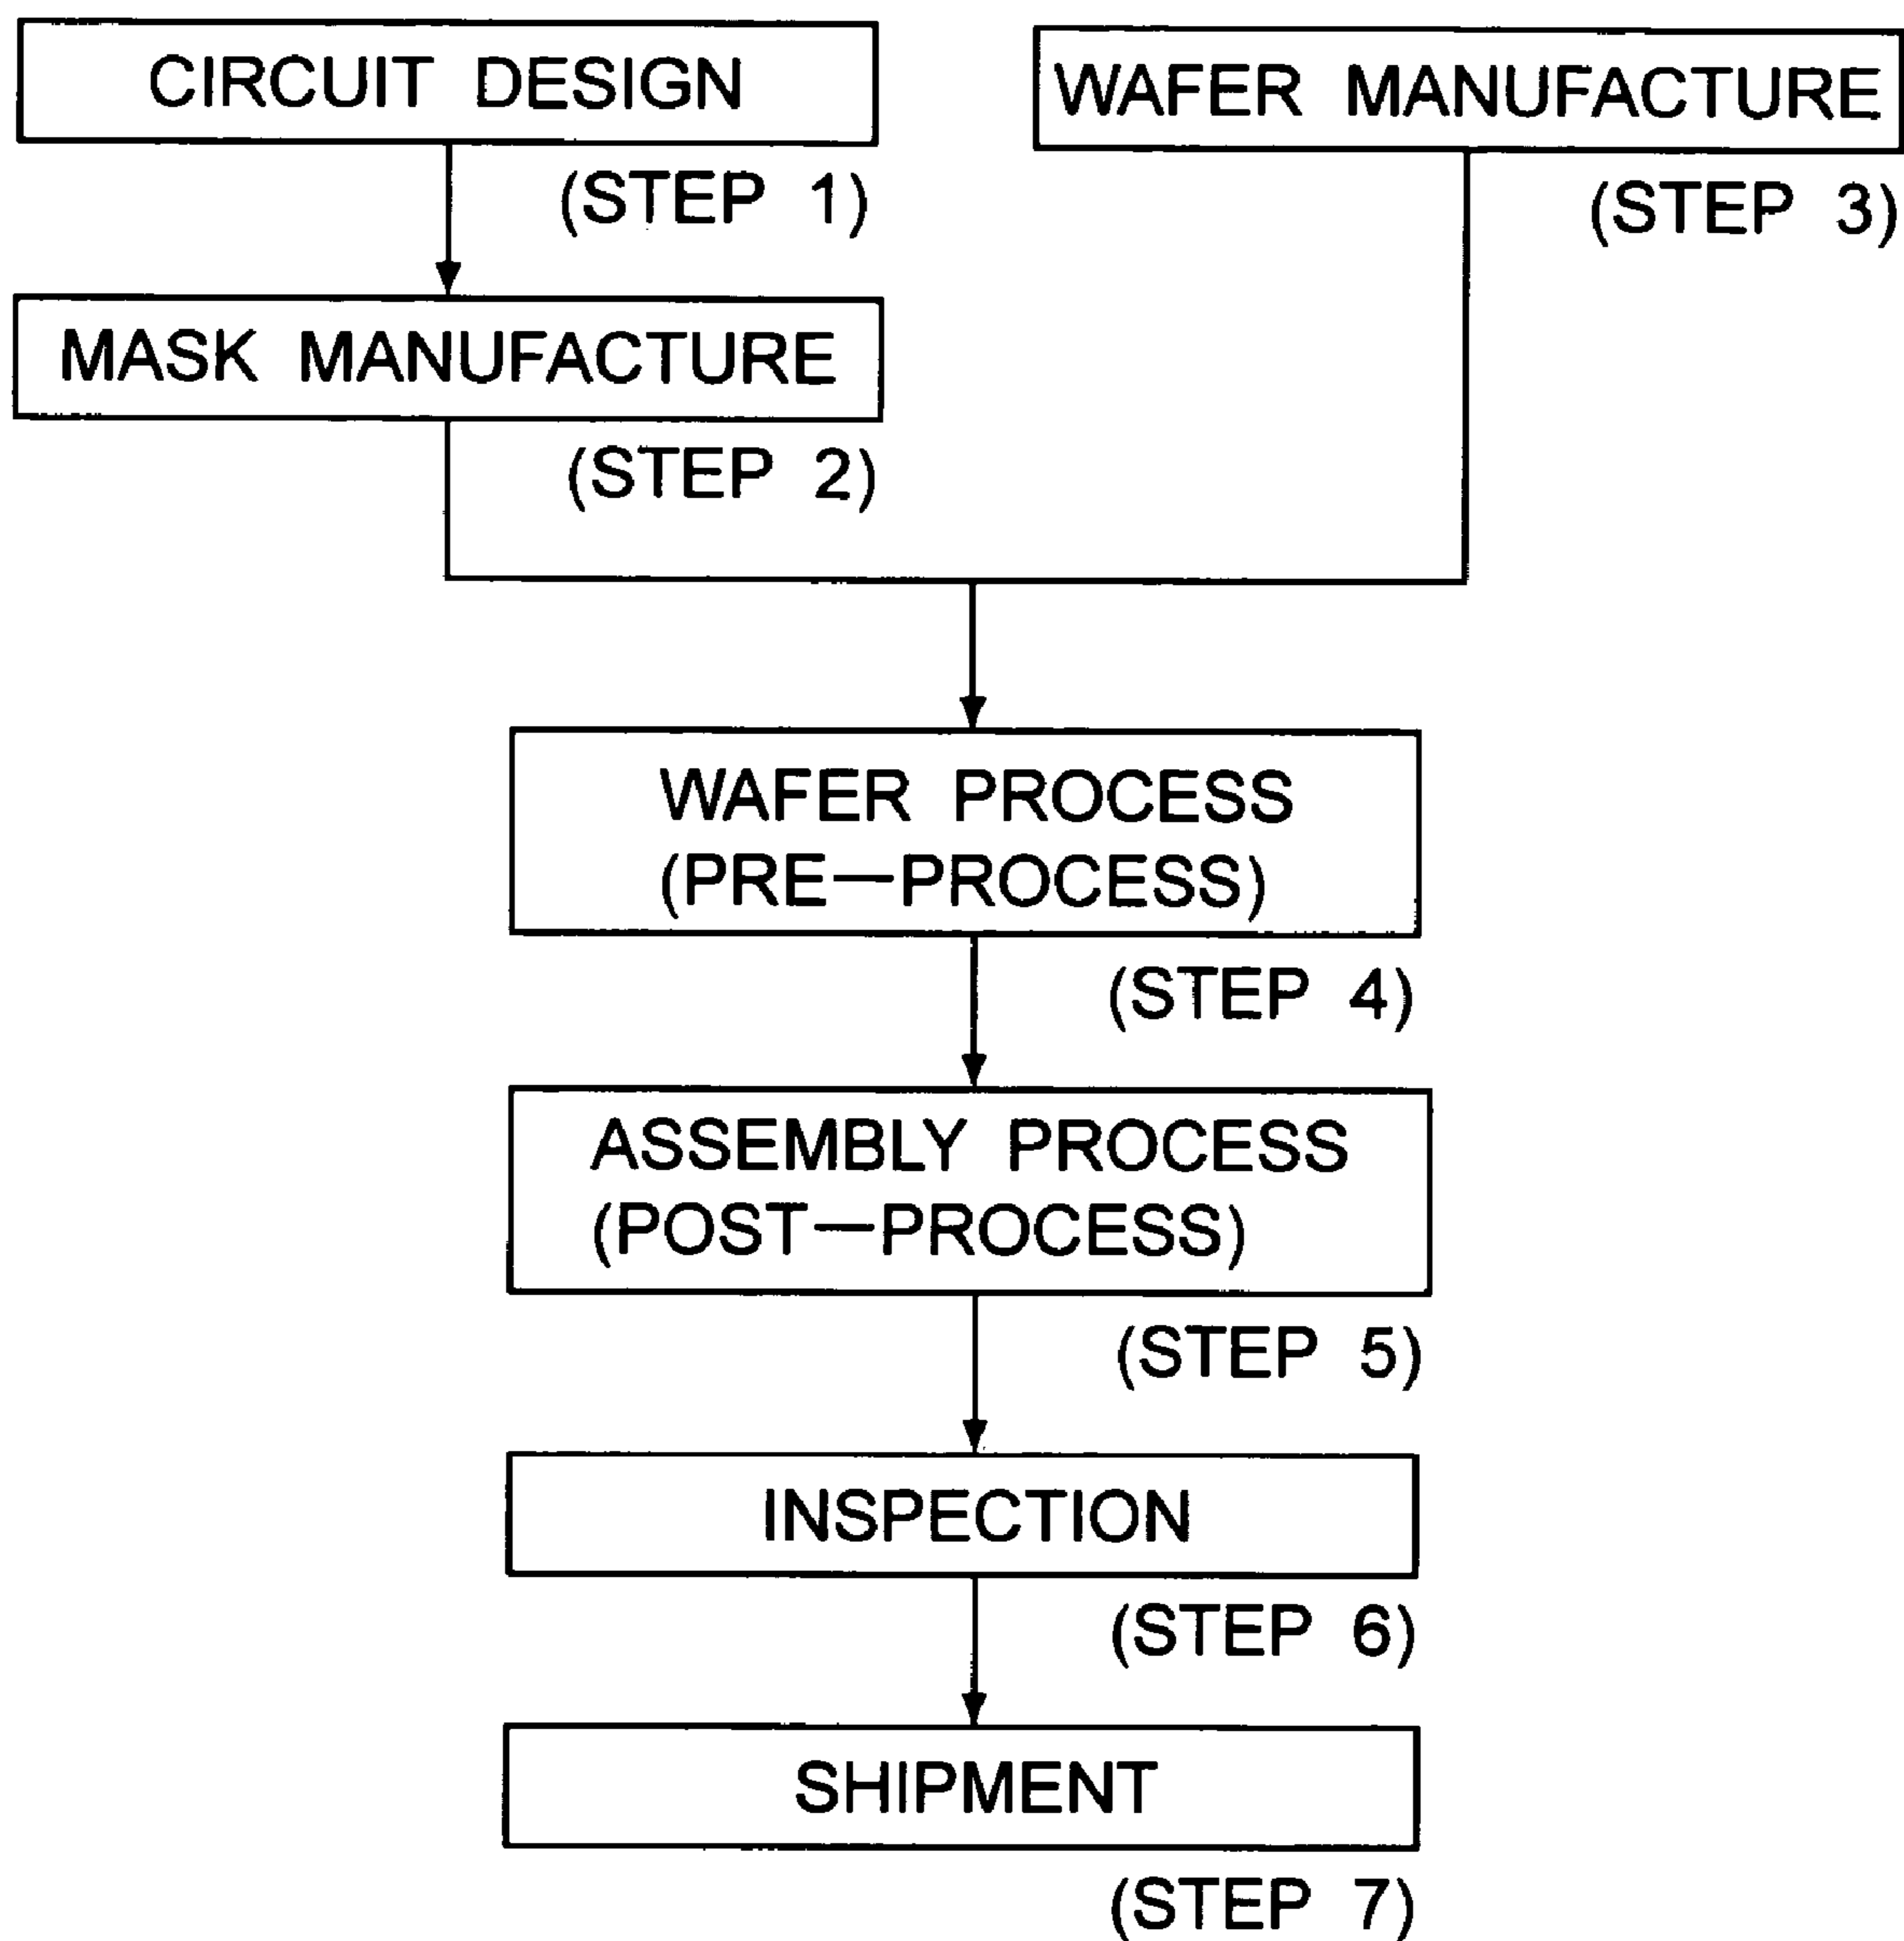 CIRCUIT DESIGN
(STEP 1)
MASK MANUFACTURE
(STEP 2)
WAFER MANUFACTURE
(STEP 3)
WAFER PROCESS
(PRE—PROCESS)
(STEP 4)
ASSEMBLY PROCESS
(POST—PROCESS)
(STEP 5)
INSPECTION
(STEP 6)
SHIPMENT
(STEP 7)